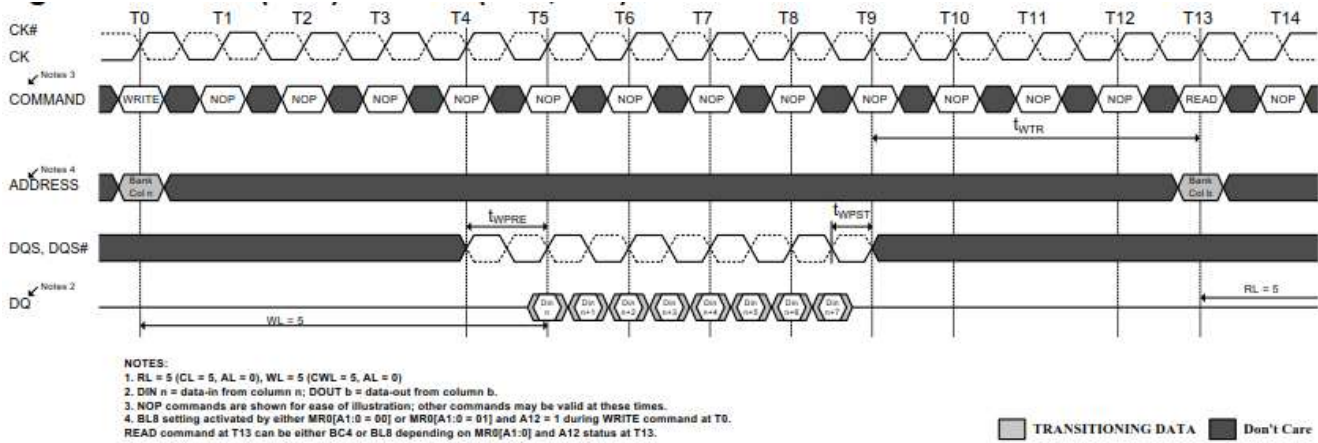 T0 T1 T2 T3 T4 T5 T6 T7 T8 T9 T10 T11 T12 T13 T14
CK#
CK
Notes 3
COMMAND WRITE NOP NOP NOP NOP NOP NOP NOP NOP NOP NOP NOP NOP READ NOP
tWTR
Notes 4
ADDRESS Bank Col n Bank Col b
tWPRE tWPST
DQS, DQS#
Notes 2
DQ Din n Din n+1 Din n+2 Din n+3 Din n+4 Din n+5 Din n+6 Din n+7
RL = 5
WL = 5
NOTES:
1. RL = 5 (CL = 5, AL = 0), WL = 5 (CWL = 5, AL = 0)
2. DIN n = data-in from column n; DOUT b = data-out from column b.
3. NOP commands are shown for ease of illustration; other commands may be valid at these times.
4. BL8 setting activated by either MR0[A1:0 = 00] or MR0[A1:0 = 01] and A12 = 1 during WRITE command at T0.
READ command at T13 can be either BC4 or BL8 depending on MR0[A1:0] and A12 status at T13.
TRANSITIONING DATA Don't Care